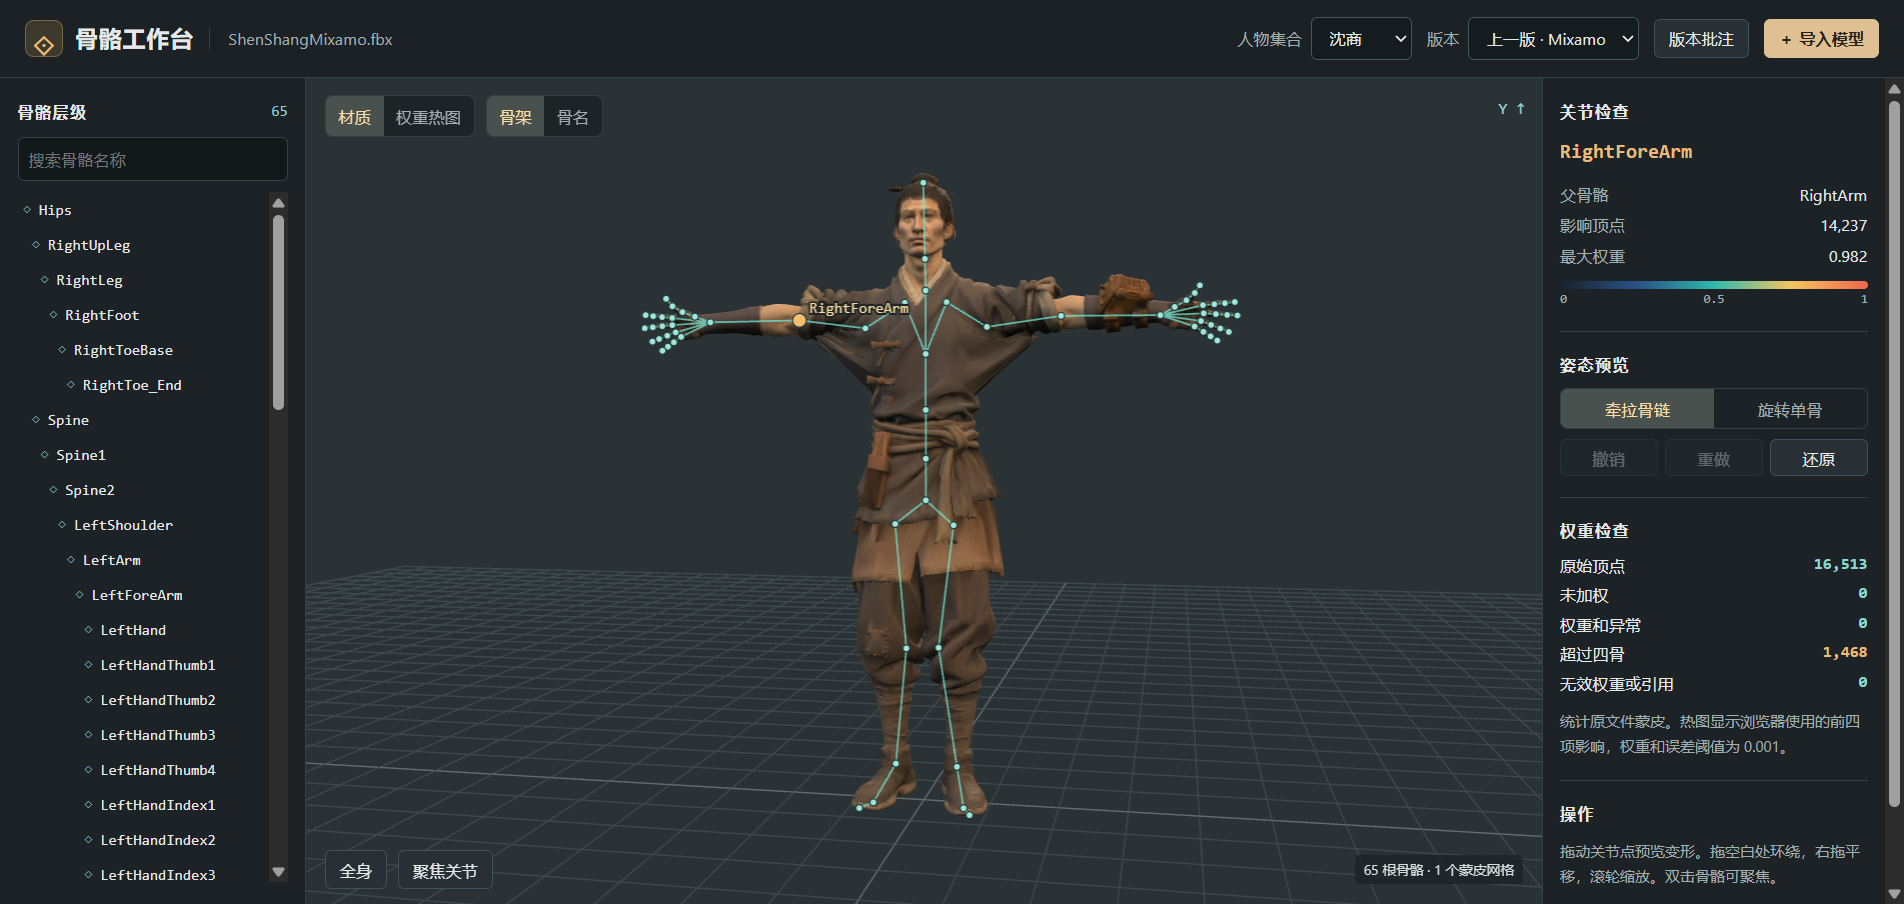 骨骼工作台
ShenShangMixamo.fbx
人物集合
沈商
版本
上一版 · Mixamo
版本批注
+ 导入模型
骨骼层级
65
搜索骨骼名称
Hips
RightUpLeg
RightLeg
RightFoot
RightToeBase
RightToe_End
Spine
Spine1
Spine2
LeftShoulder
LeftArm
LeftForeArm
LeftHand
LeftHandThumb1
LeftHandThumb2
LeftHandThumb3
LeftHandThumb4
LeftHandIndex1
LeftHandIndex2
LeftHandIndex3
材质
权重热图
骨架
骨名
Y ↑
RightForeArm
全身
聚焦关节
65 根骨骼 · 1 个蒙皮网格
关节检查
RightForeArm
父骨骼 RightArm
影响顶点 14,237
最大权重 0.982
0 0.5 1
姿态预览
牵拉骨链 旋转单骨
撤销 重做 还原
权重检查
原始顶点 16,513
未加权 0
权重和异常 0
超过四骨 1,468
无效权重或引用 0
统计原文件蒙皮。热图显示浏览器使用的前四
项影响，权重和误差阈值为 0.001。
操作
拖动关节点预览变形。拖空白处环绕，右拖平
移，滚轮缩放。双击骨骼可聚焦。